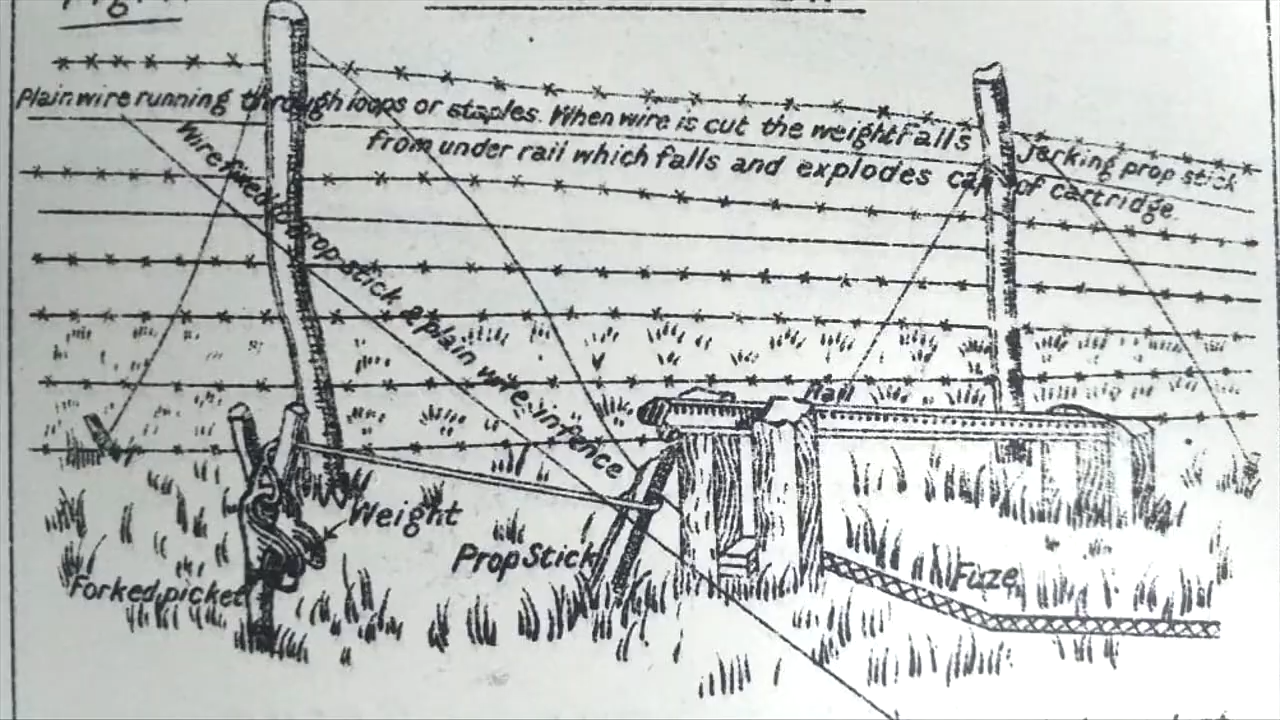 Plain wire running through loops or staples. When wire is cut the weight Falls jerking prop stick
from under rail which falls and explodes cap of cartridge.
Wire fixed to prop stick & plain wire in fence
Rail
Weight
Prop Stick
Forked picket
Fuze